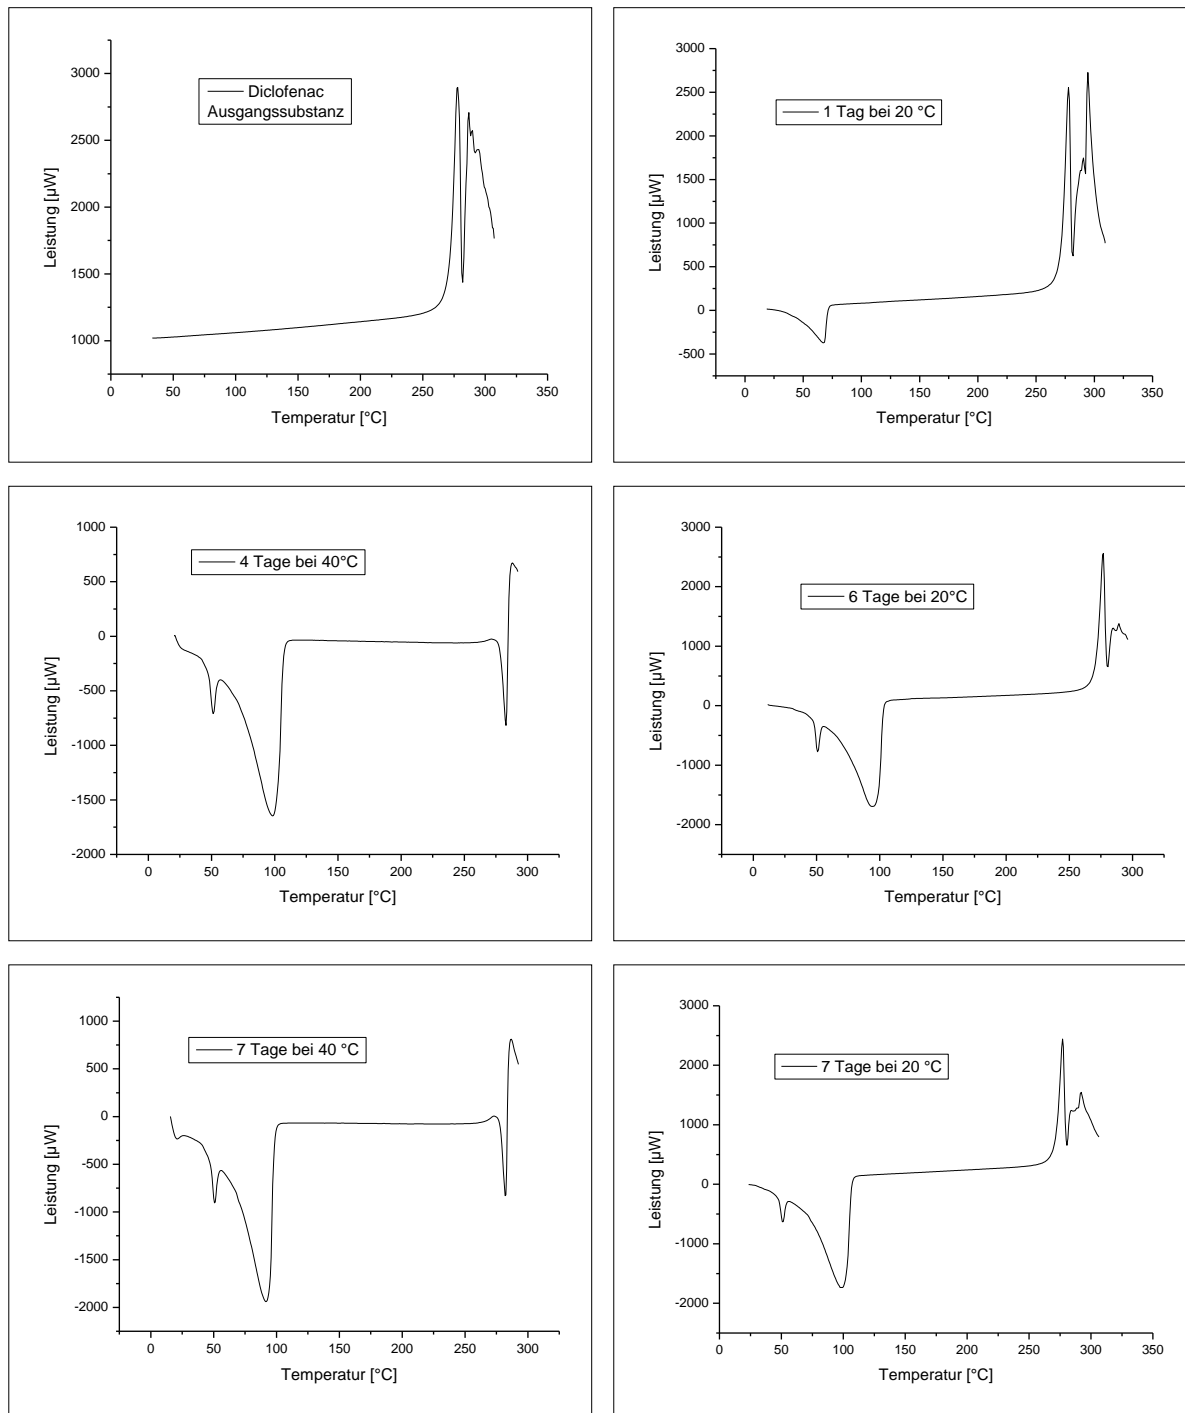 3000
2500
2000
1500
1000
Leistung [µW]
Diclofenac
Ausgangssubstanz
0 50 100 150 200 250 300 350
Temperatur [°C]
3000
2500
2000
1500
1000
500
0
-500
Leistung [µW]
1 Tag bei 20 °C
0 50 100 150 200 250 300 350
Temperatur [°C]
1000
500
0
-500
-1000
-1500
-2000
Leistung [µW]
4 Tage bei 40°C
0 50 100 150 200 250 300
Temperatur [°C]
3000
2000
1000
0
-1000
-2000
Leistung [µW]
6 Tage bei 20°C
0 50 100 150 200 250 300
Temperatur [°C]
1000
500
0
-500
-1000
-1500
-2000
Leistung [µW]
7 Tage bei 40 °C
0 50 100 150 200 250 300
Temperatur [°C]
3000
2000
1000
0
-1000
-2000
Leistung [µW]
7 Tage bei 20 °C
0 50 100 150 200 250 300 350
Temperatur [°C]